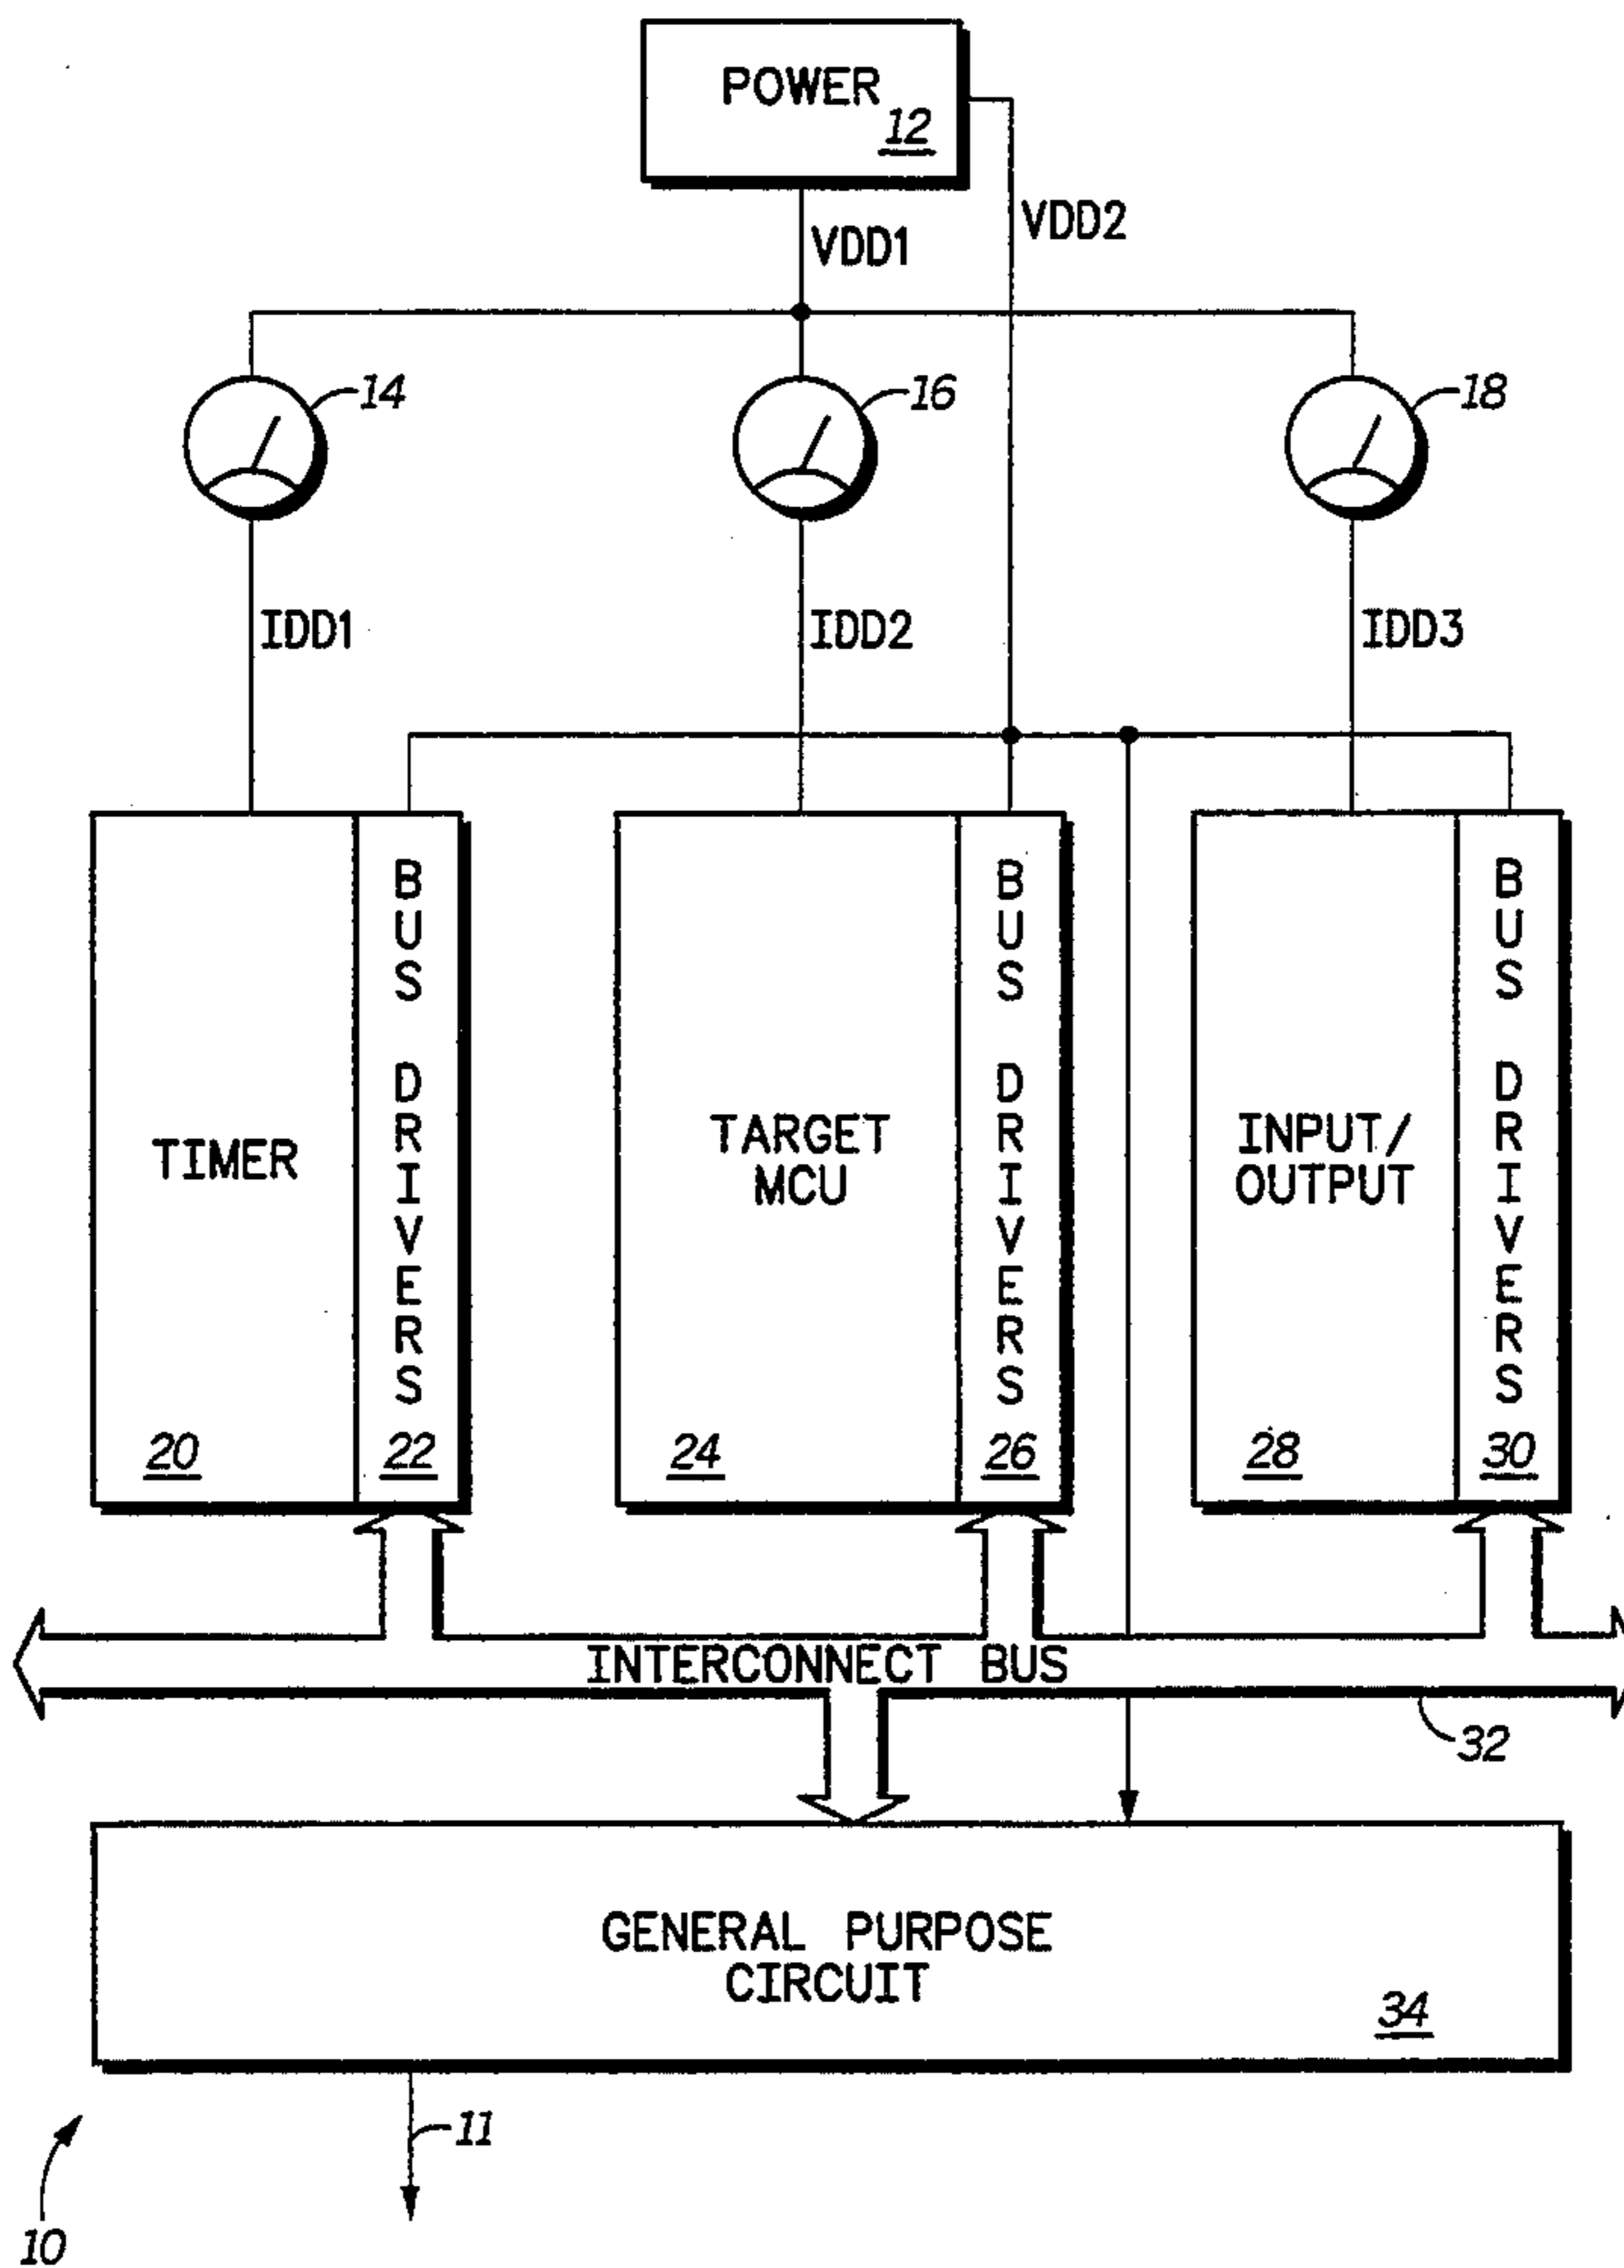 POWER
12
VDD1
VDD2
14
16
18
IDD1
IDD2
IDD3
TIMER
20
BUS DRIVERS
22
TARGET
MCU
24
BUS DRIVERS
26
INPUT/
OUTPUT
28
BUS DRIVERS
30
INTERCONNECT BUS
32
GENERAL PURPOSE
CIRCUIT
34
11
10